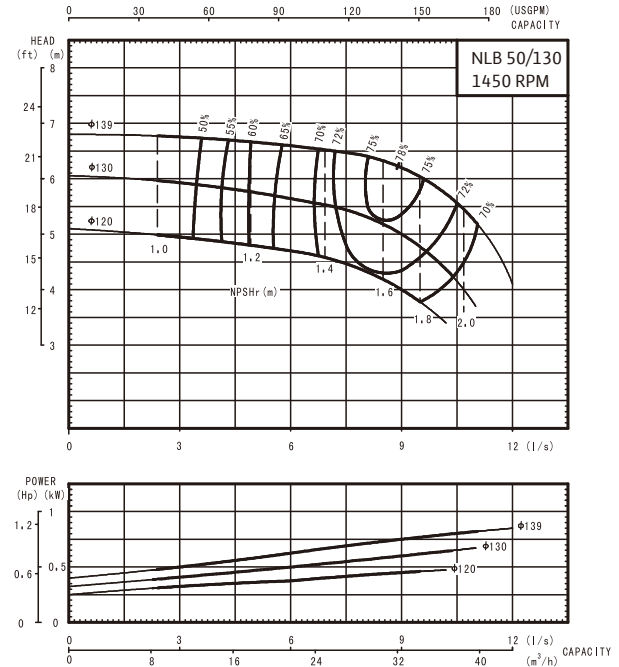 0 30 60 90 120 150 180 (USGPM)
CAPACITY
HEAD
(ft) (m)
NLB 50/130
1450 RPM
8
24
7
ϕ139
50% 55% 60% 65% 70% 72% 75% 78% 75% 72% 70%
21
ϕ130
6
18
ϕ120
5
1.0 1.2 1.4 1.6 1.8 2.0
15
NPSHr(m)
4
12
3
0 3 6 9 12 (l/s)
POWER
(Hp) (kW)
1
1.2
ϕ139
ϕ130
0.6 0.5
ϕ120
0 0
0 3 6 9 12 (l/s)
CAPACITY
0 8 16 24 32 40 (m³/h)